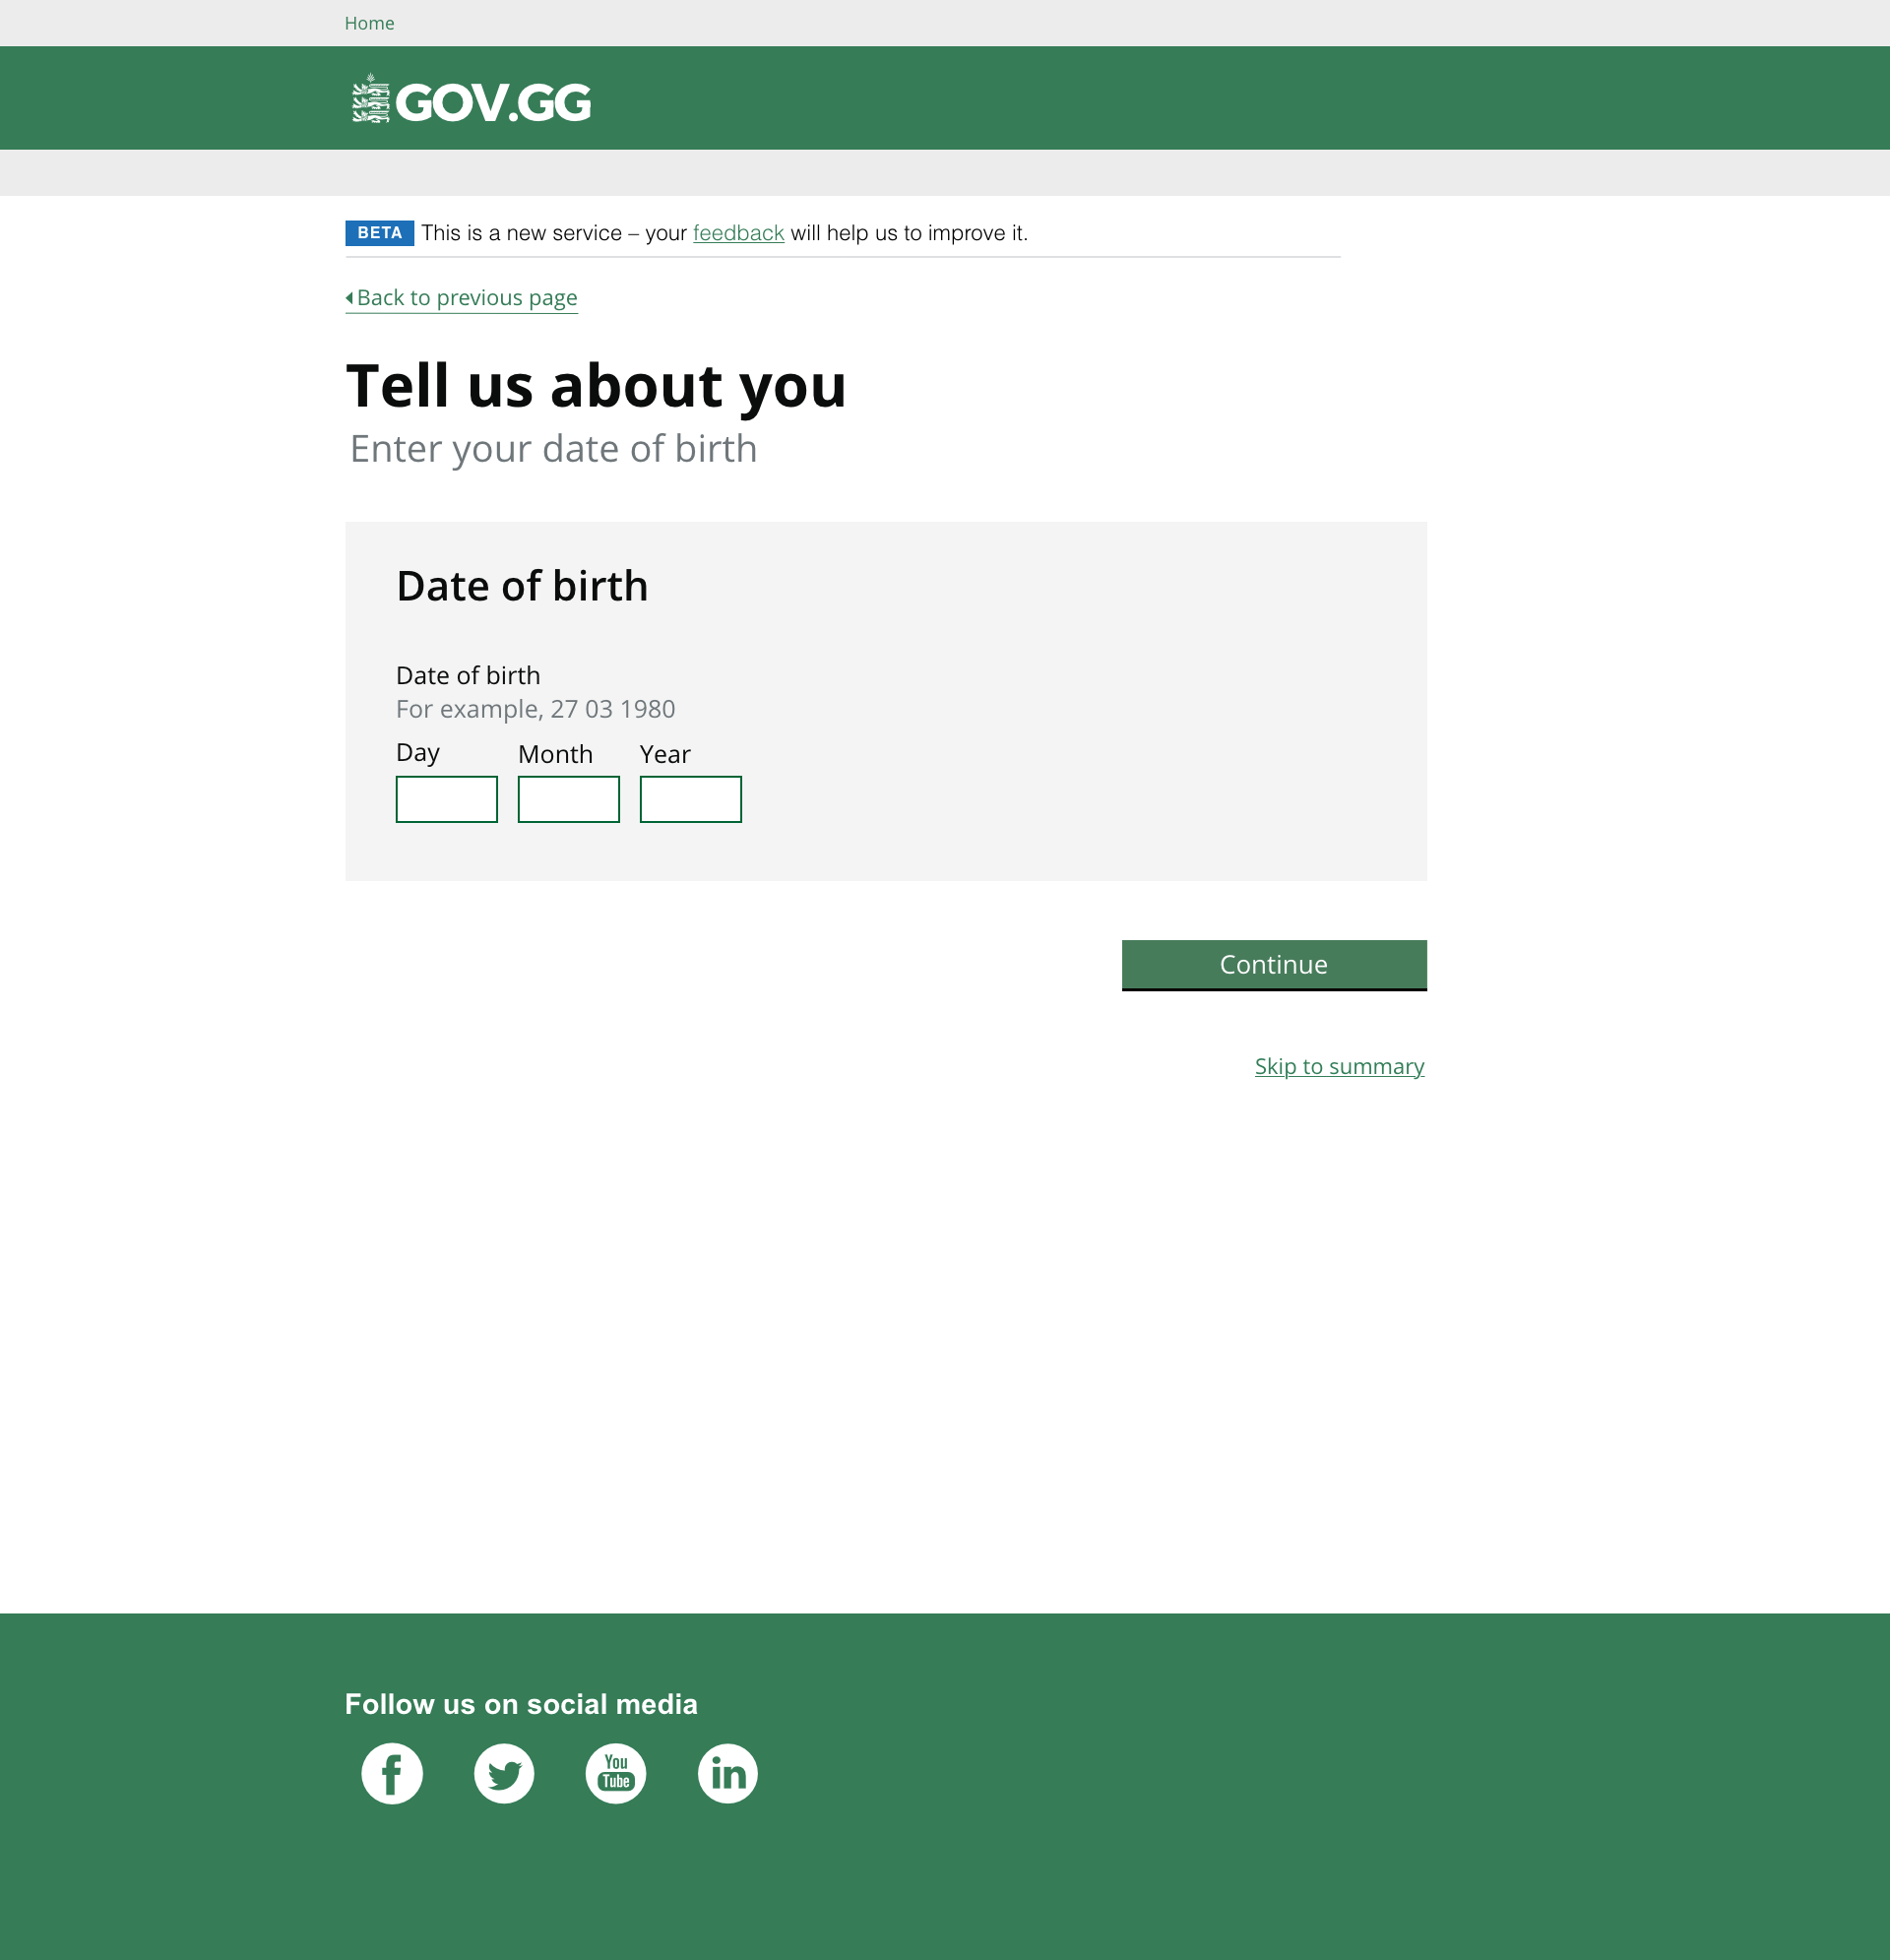 Home
GOV.GG
BETA This is a new service – your feedback will help us to improve it.
Back to previous page
Tell us about you
Enter your date of birth
Date of birth
Date of birth
For example, 27 03 1980
Day Month Year
Continue
Skip to summary
Follow us on social media
f You Tube in